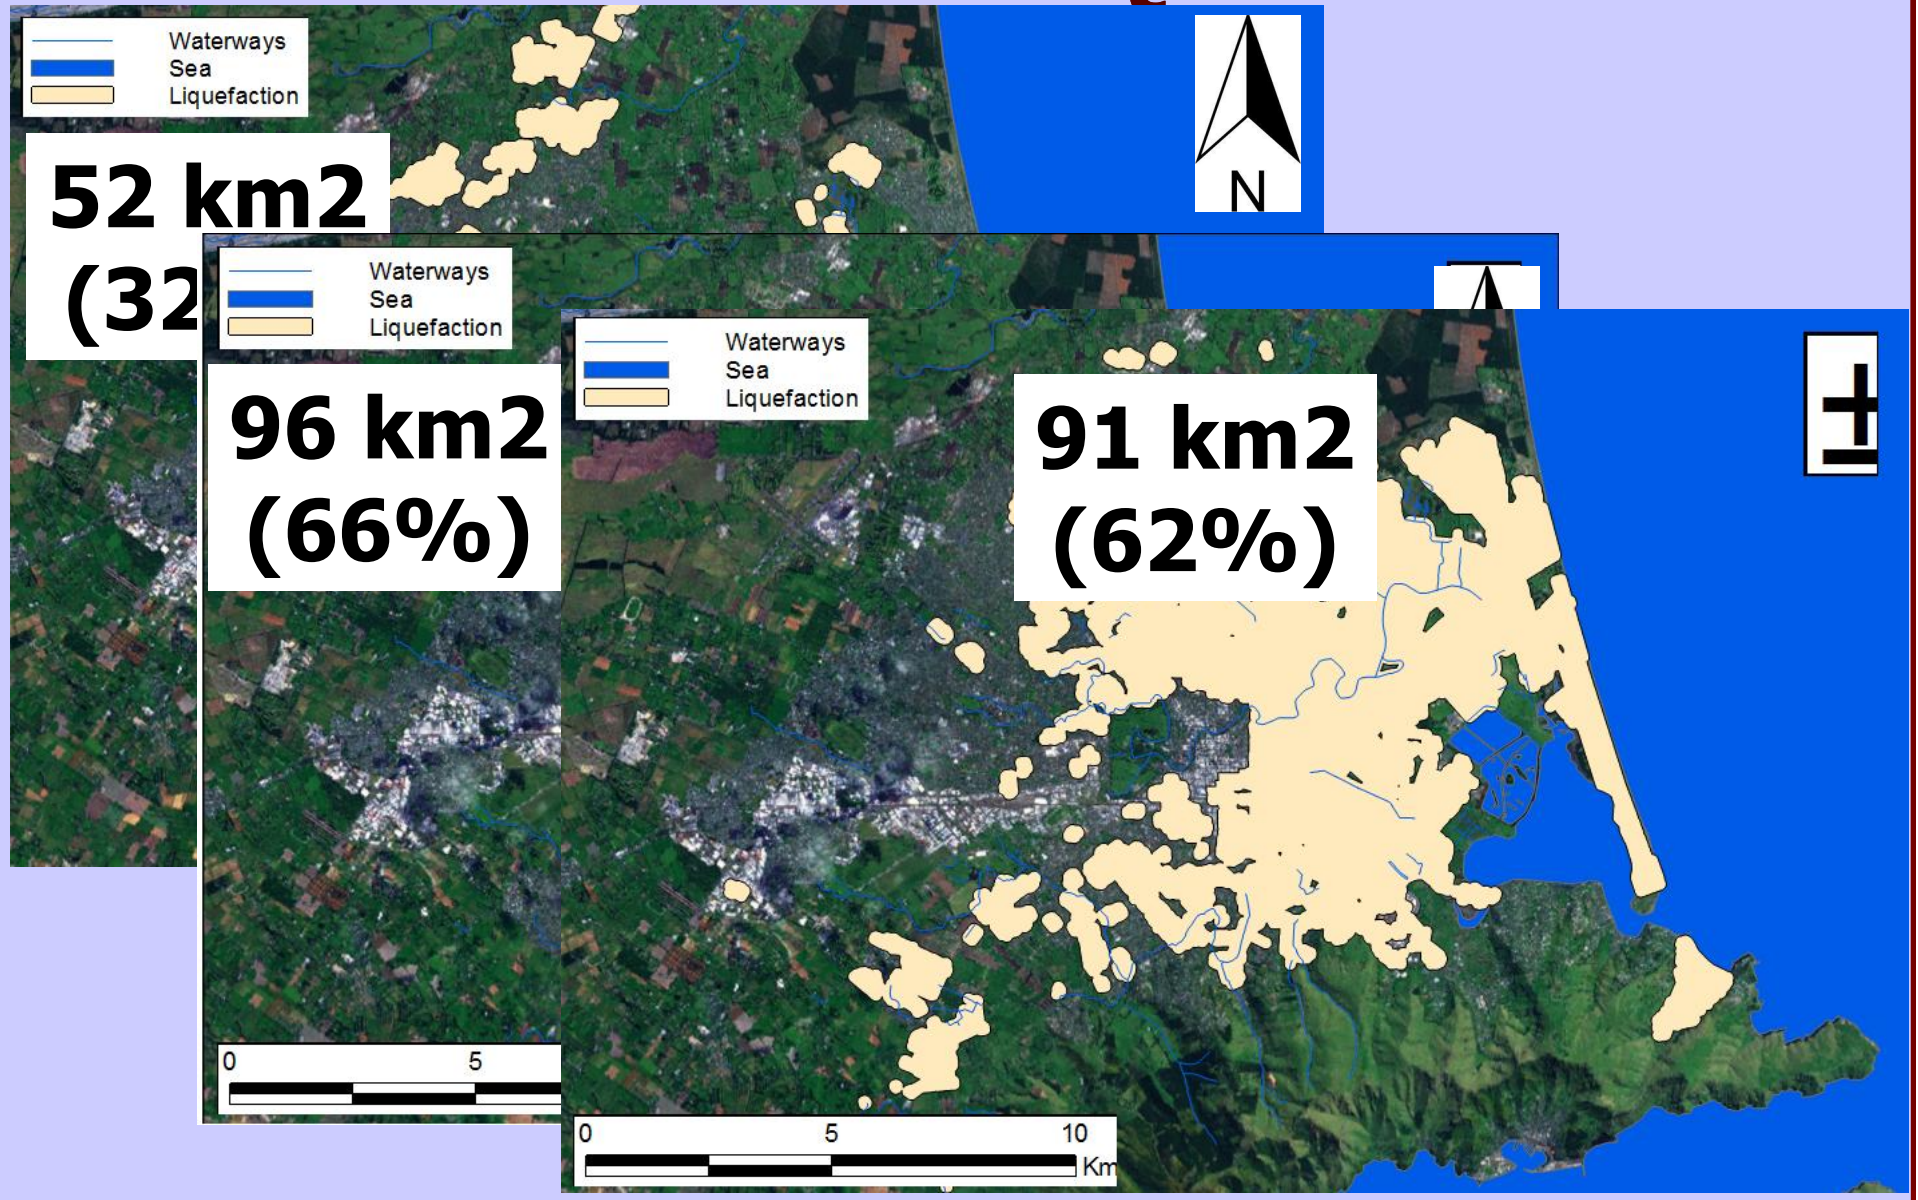 Waterways
Sea
Liquefaction
N
52 km2
(32
Waterways
Sea
Liquefaction
96 km2
(66%)
0 5
Waterways
Sea
Liquefaction
91 km2
(62%)
0 5 10
Km